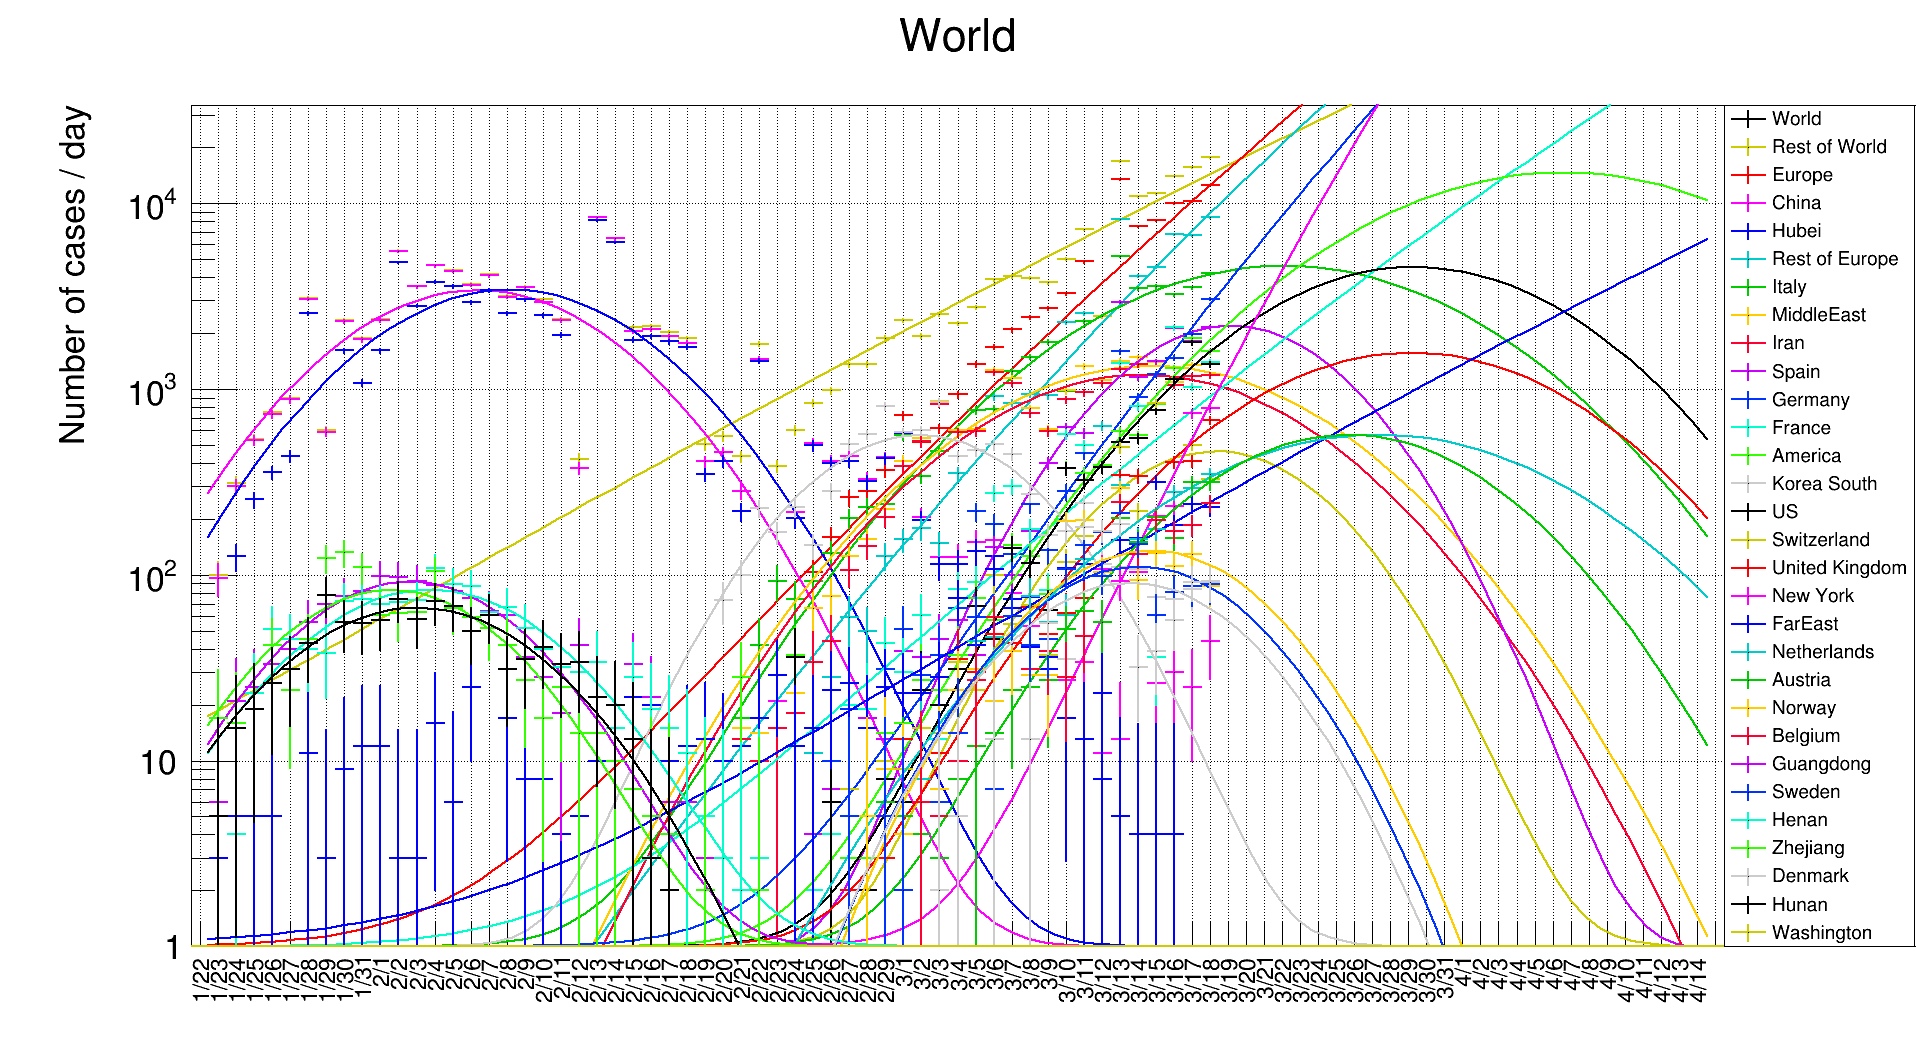 World
Number of cases / day
10⁴
10³
10²
10
1
1/22
1/23
1/24
1/25
1/26
1/27
1/28
1/29
1/30
1/31
2/1
2/2
2/3
2/4
2/5
2/6
2/7
2/8
2/9
2/10
2/11
2/12
2/13
2/14
2/15
2/16
2/17
2/18
2/19
2/20
2/21
2/22
2/23
2/24
2/25
2/26
2/27
2/28
2/29
3/1
3/2
3/3
3/4
3/5
3/6
3/7
3/8
3/9
3/10
3/11
3/12
3/13
3/14
3/15
3/16
3/17
3/18
3/19
3/20
3/21
3/22
3/23
3/24
3/25
3/26
3/27
3/28
3/29
3/30
3/31
4/1
4/2
4/3
4/4
4/5
4/6
4/7
4/8
4/9
4/10
4/11
4/12
4/13
4/14
World
Rest of World
Europe
China
Hubei
Rest of Europe
Italy
MiddleEast
Iran
Spain
Germany
France
America
Korea South
US
Switzerland
United Kingdom
New York
FarEast
Netherlands
Austria
Norway
Belgium
Guangdong
Sweden
Henan
Zhejiang
Denmark
Hunan
Washington